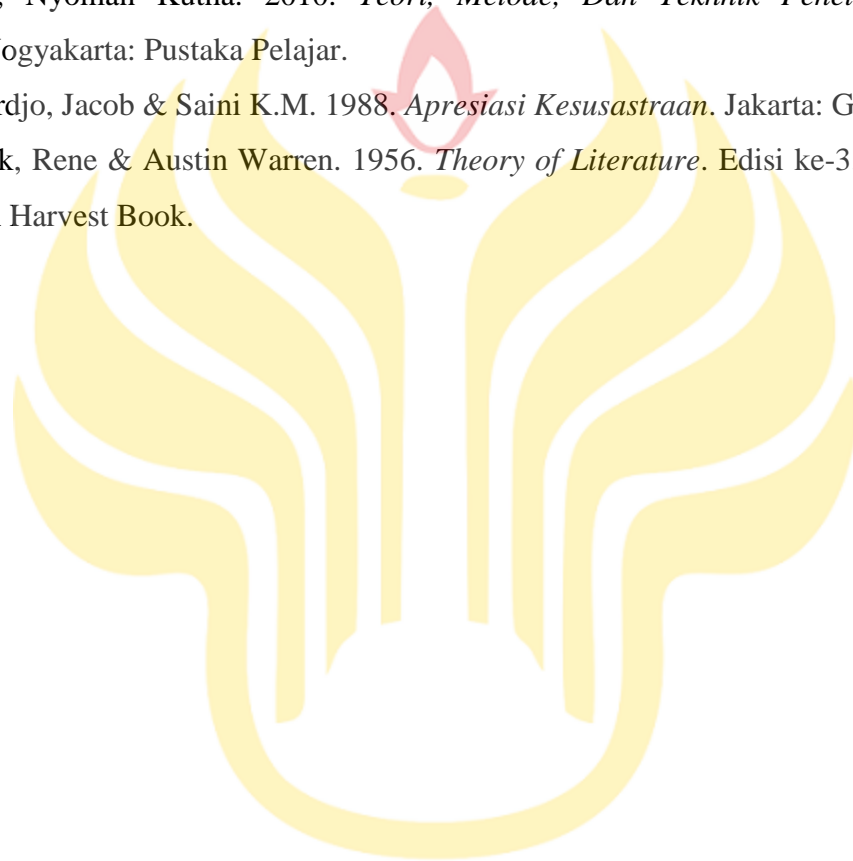 , Nyoman Kutha. 2010. Teori, Metode, Dan Tekhnik Penel
Yogyakarta: Pustaka Pelajar.
rdjo, Jacob & Saini K.M. 1988. Apresiasi Kesusastraan. Jakarta: G
k, Rene & Austin Warren. 1956. Theory of Literature. Edisi ke-3
Harvest Book.